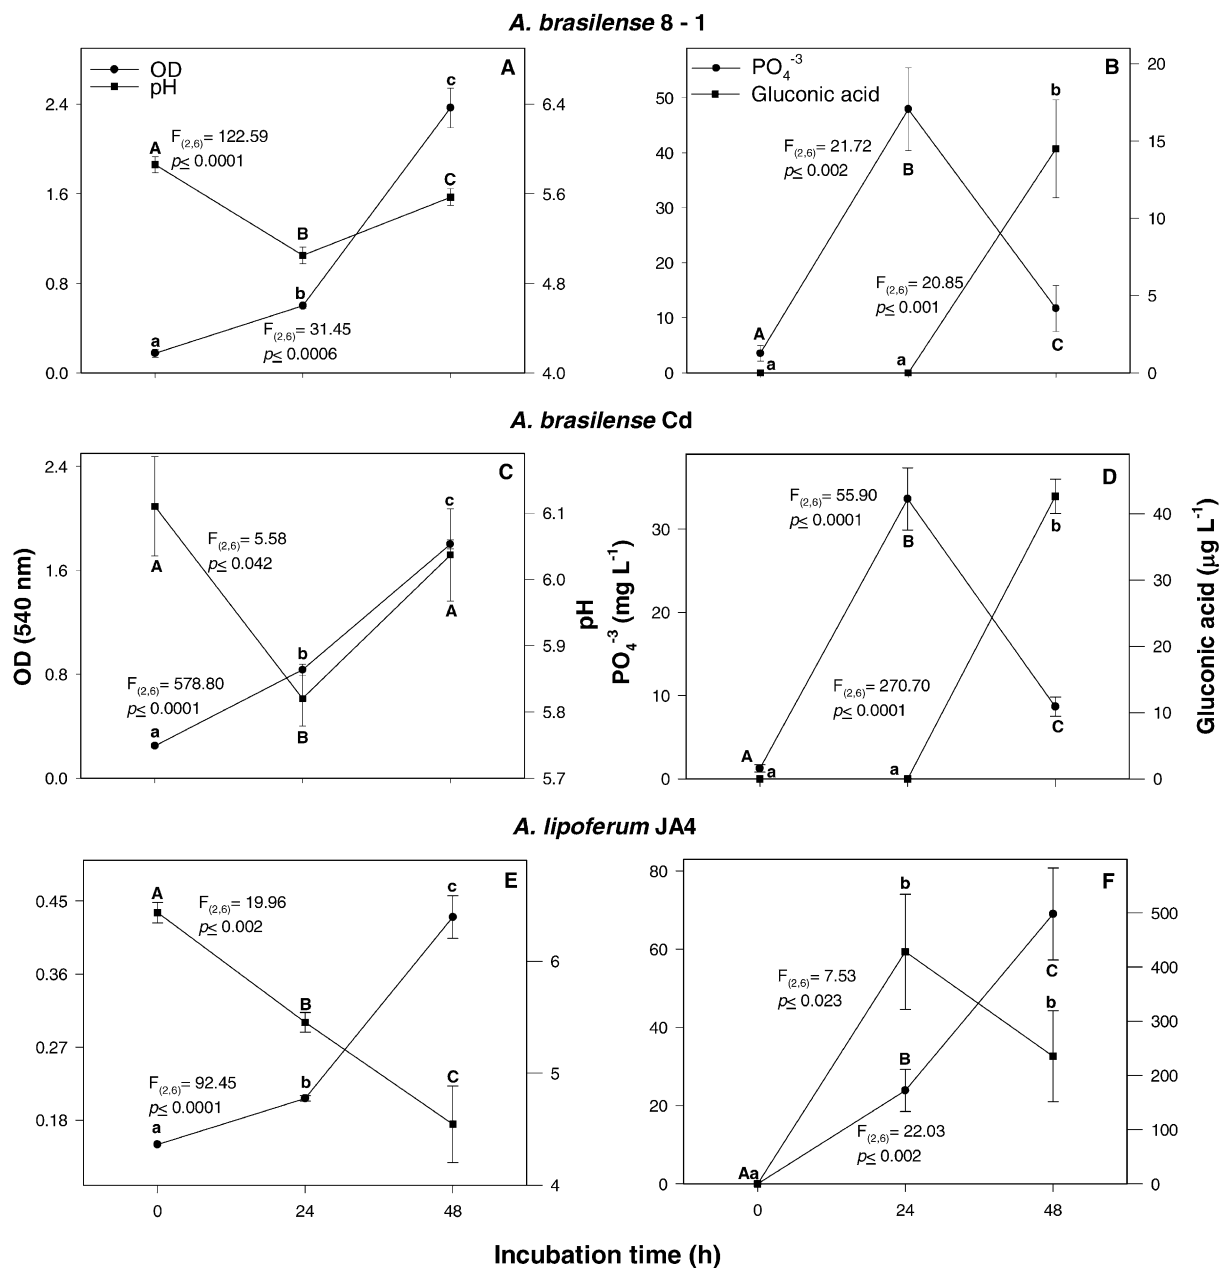 A. brasilense 8 - 1
OD
pH
A
2.4
1.6
0.8
0.0
6.4
5.6
4.8
4.0
A
B
C
a
b
c
F(2,6)= 122.59
p≤ 0.0001
F(2,6)= 31.45
p≤ 0.0006
PO4-3
Gluconic acid
B
50
40
30
20
10
0
20
15
10
5
0
A
B
C
a
a
b
F(2,6)= 21.72
p≤ 0.002
F(2,6)= 20.85
p≤ 0.001
A. brasilense Cd
C
2.4
1.6
0.8
0.0
6.1
6.0
5.9
5.8
5.7
A
B
A
a
b
c
F(2,6)= 5.58
p≤ 0.042
F(2,6)= 578.80
p≤ 0.0001
OD (540 nm)
pH
D
30
20
10
0
40
30
20
10
0
A
B
C
a
a
b
F(2,6)= 55.90
p≤ 0.0001
F(2,6)= 270.70
p≤ 0.0001
PO4-3 (mg L-1)
Gluconic acid (µg L-1)
A. lipoferum JA4
E
0.45
0.36
0.27
0.18
6
5
4
A
B
C
a
b
c
F(2,6)= 19.96
p≤ 0.002
F(2,6)= 92.45
p≤ 0.0001
0
24
48
F
80
60
40
20
0
500
400
300
200
100
0
Aa
b
B
C
b
F(2,6)= 7.53
p≤ 0.023
F(2,6)= 22.03
p≤ 0.002
0
24
48
Incubation time (h)